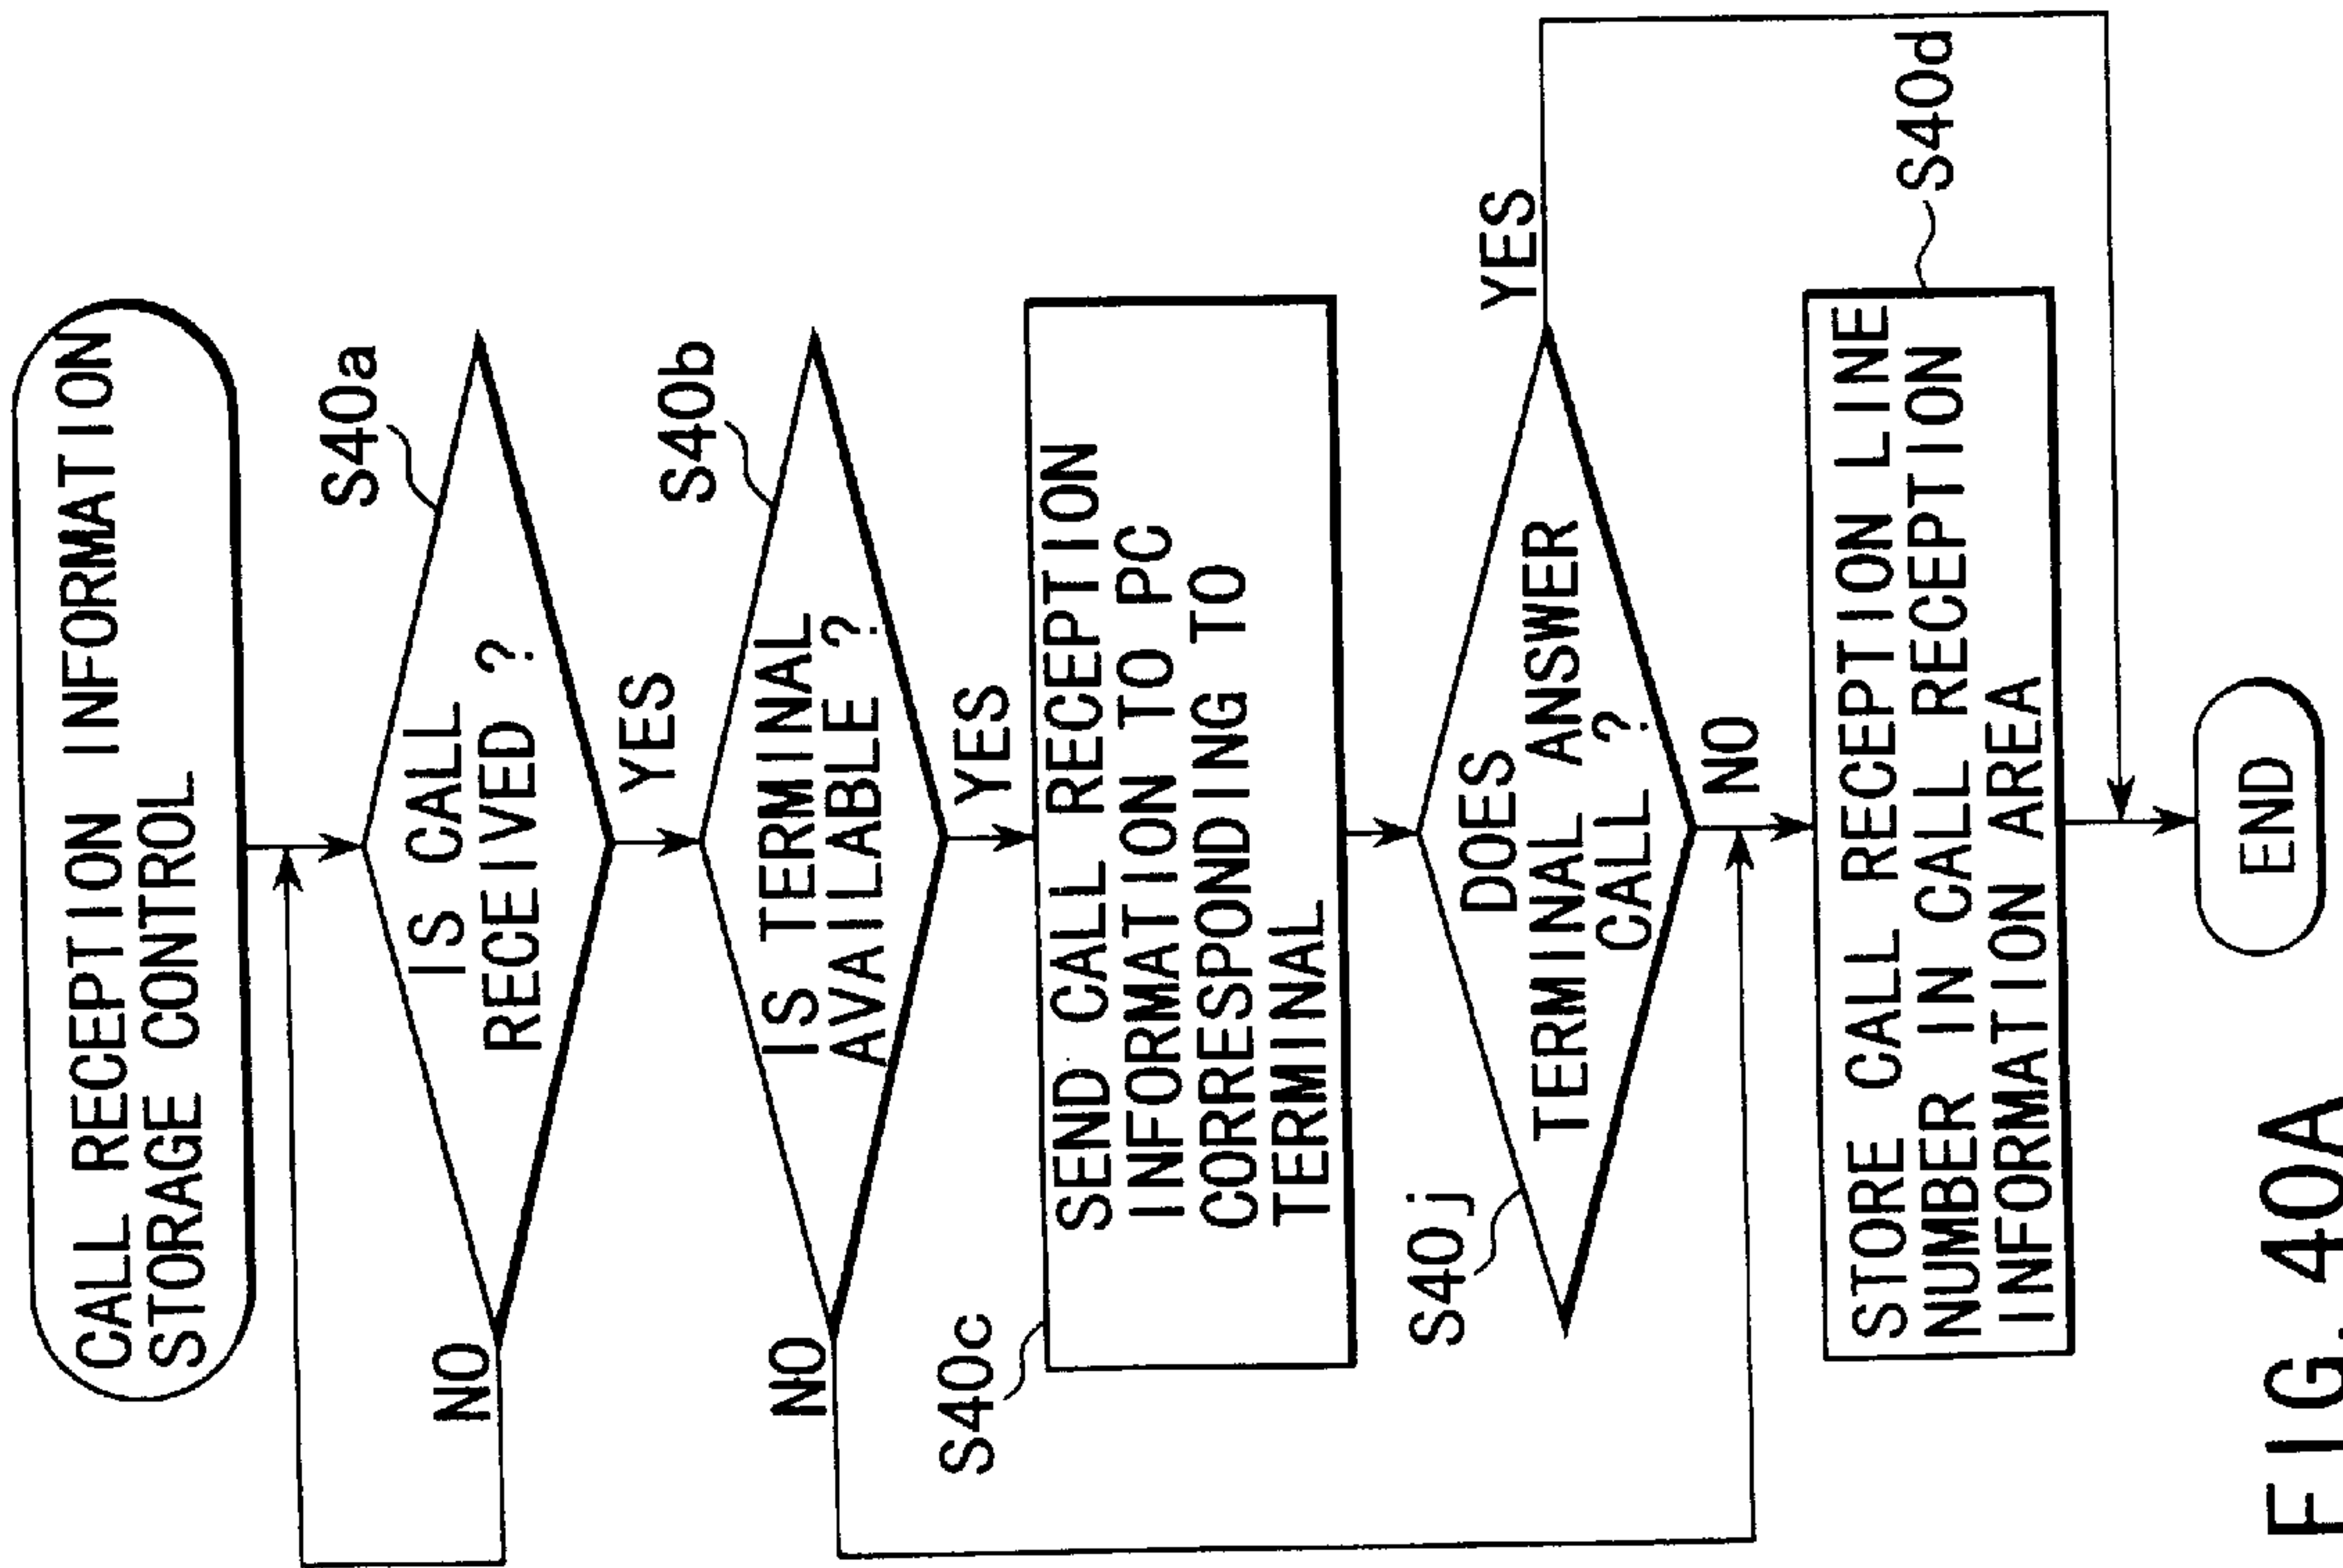 CALL RECEPTION INFORMATION
STORAGE CONTROL
S40a
IS CALL
RECEIVED ?
NO
YES
S40b
IS TERMINAL
AVAILABLE ?
NO
YES
S40c
SEND CALL RECEPTION
INFORMATION TO PC
CORRESPONDING TO
TERMINAL
S40j
DOES
TERMINAL ANSWER
CALL ?
YES
NO
S40d
STORE CALL RECEPTION LINE
NUMBER IN CALL RECEPTION
INFORMATION AREA
END
FIG. 40A